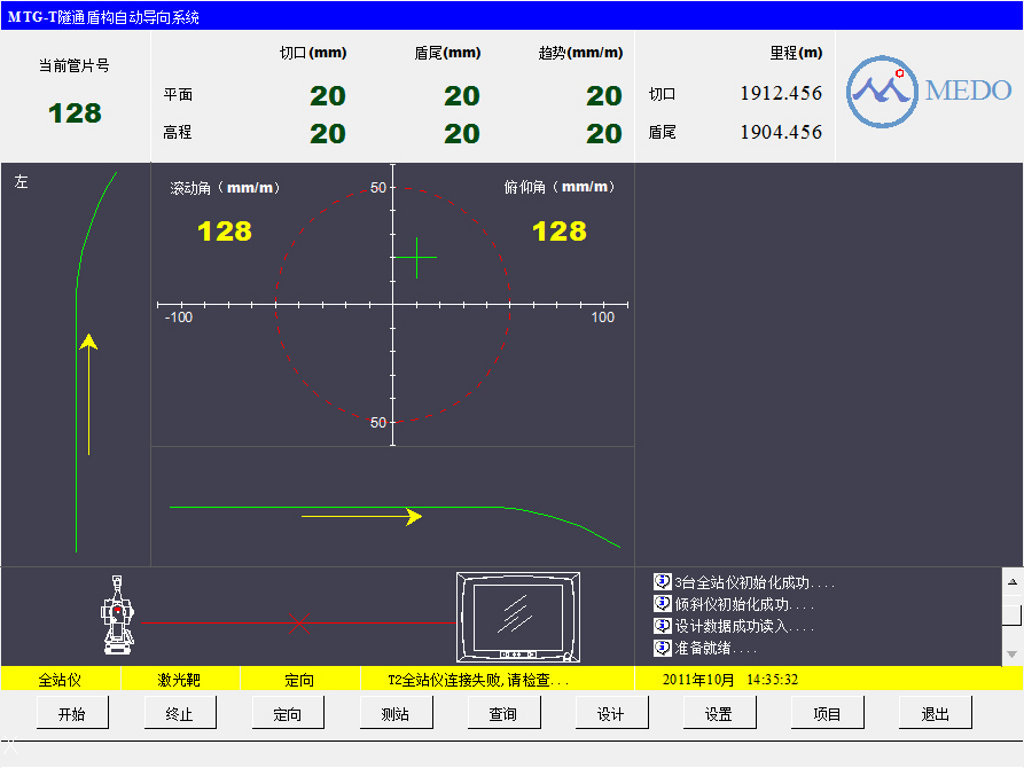 MTG-T隧通盾构自动导向系统
当前管片号
128
切口(mm) 盾尾(mm) 趋势(mm/m)
平面 20 20 20
高程 20 20 20
里程(m)
切口 1912.456
盾尾 1904.456
MEDO
左
滚动角（mm/m）
128
俯仰角（mm/m）
128
50
-100 100
50
3台全站仪初始化成功....
倾斜仪初始化成功....
设计数据成功读入....
准备就绪....
全站仪 激光靶 定向 T2全站仪连接失败,请检查... 2011年10月 14:35:32
开始 终止 定向 测站 查询 设计 设置 项目 退出